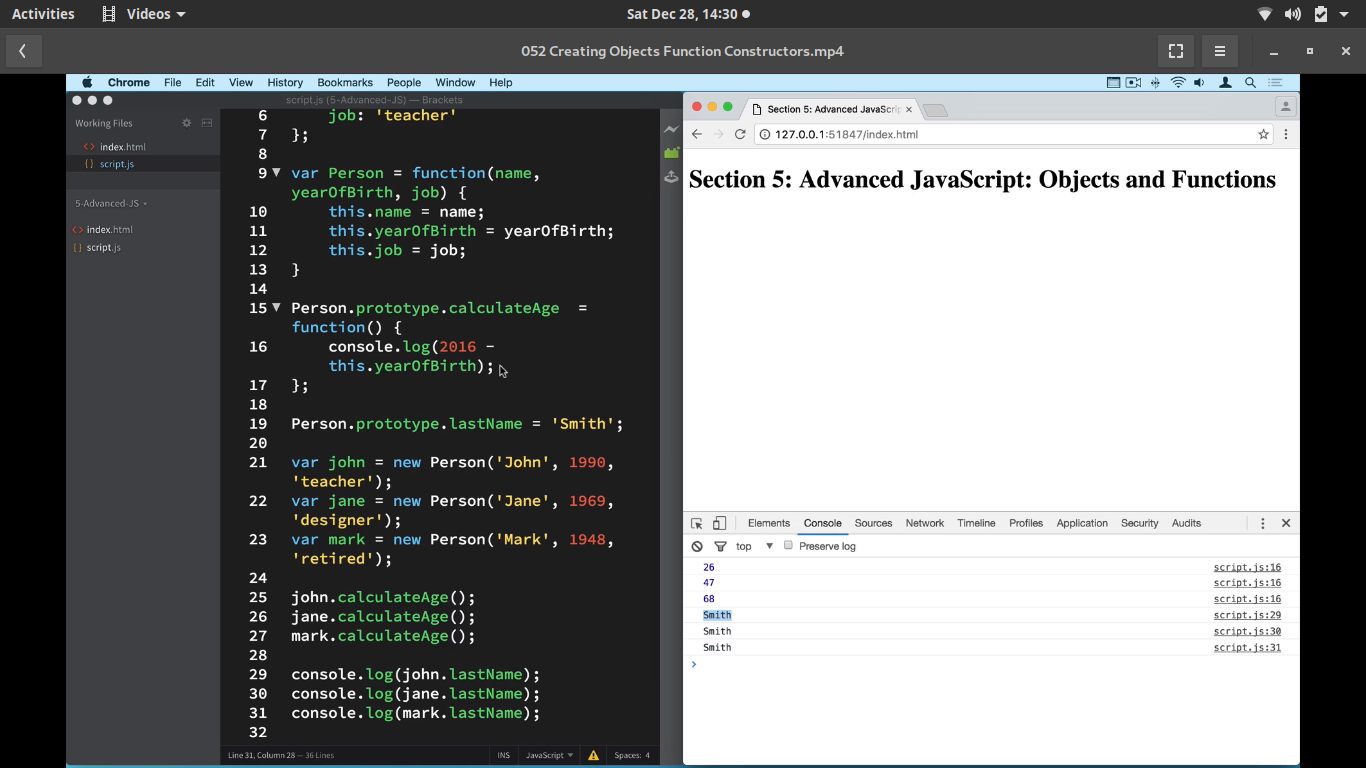 Activities Videos Sat Dec 28, 14:30
052 Creating Objects Function Constructors.mp4
Chrome File Edit View History Bookmarks People Window Help
script.js (5-Advanced-JS) — Brackets
Working Files
<> index.html
{} script.js
5-Advanced-JS
<> index.html
{} script.js
6 job: 'teacher'
7 };
8
9 var Person = function(name,
yearOfBirth, job) {
10 this.name = name;
11 this.yearOfBirth = yearOfBirth;
12 this.job = job;
13 }
14
15 Person.prototype.calculateAge =
function() {
16 console.log(2016 -
this.yearOfBirth);
17 };
18
19 Person.prototype.lastName = 'Smith';
20
21 var john = new Person('John', 1990,
'teacher');
22 var jane = new Person('Jane', 1969,
'designer');
23 var mark = new Person('Mark', 1948,
'retired');
24
25 john.calculateAge();
26 jane.calculateAge();
27 mark.calculateAge();
28
29 console.log(john.lastName);
30 console.log(jane.lastName);
31 console.log(mark.lastName);
32
Line 31, Column 28 — 36 Lines INS JavaScript Spaces: 4
Section 5: Advanced JavaScri
127.0.0.1:51847/index.html
Section 5: Advanced JavaScript: Objects and Functions
Elements Console Sources Network Timeline Profiles Application Security Audits
top Preserve log
26 script.js:16
47 script.js:16
68 script.js:16
Smith script.js:29
Smith script.js:30
Smith script.js:31
>